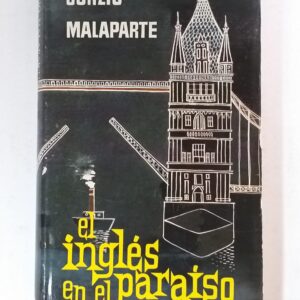 CURZIO
MALAPARTE
el
inglés
en el paraíso